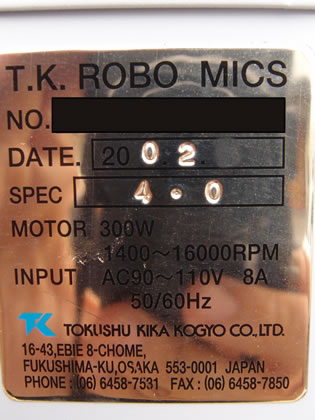 T.K. ROBO MICS
NO.
DATE. 20 02.
SPEC 4·0
MOTOR 300W
1400～16000RPM
INPUT AC90～110V 8A
50/60Hz
TK TOKUSHU KIKA KOGYO CO.,LTD.
16-43,EBIE 8-CHOME,
FUKUSHIMA-KU,OSAKA 553-0001 JAPAN
PHONE : (06) 6458-7531 FAX : (06) 6458-7850